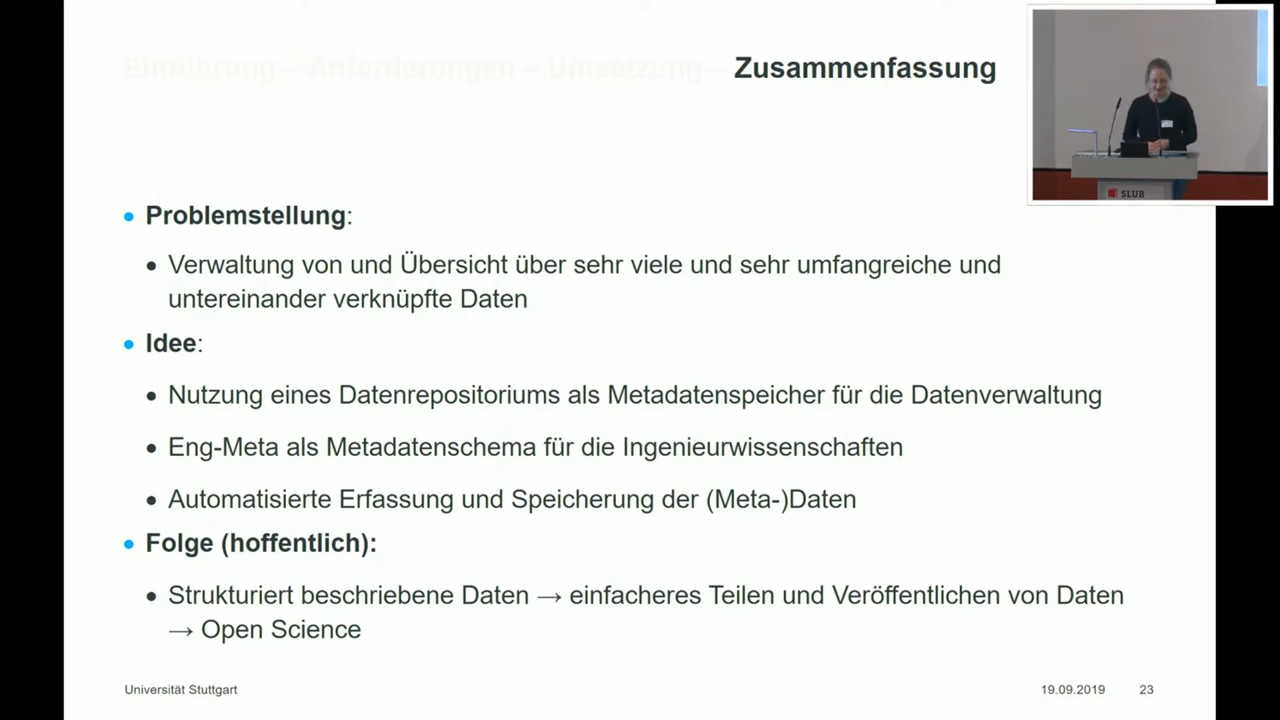 Einführung – Anforderungen – Umsetzung – Zusammenfassung
• Problemstellung:
• Verwaltung von und Übersicht über sehr viele und sehr umfangreiche und
untereinander verknüpfte Daten
• Idee:
• Nutzung eines Datenrepositoriums als Metadatenspeicher für die Datenverwaltung
• Eng-Meta als Metadatenschema für die Ingenieurwissenschaften
• Automatisierte Erfassung und Speicherung der (Meta-)Daten
• Folge (hoffentlich):
• Strukturiert beschriebene Daten → einfacheres Teilen und Veröffentlichen von Daten
→ Open Science
Universität Stuttgart
19.09.2019
23
SLUB